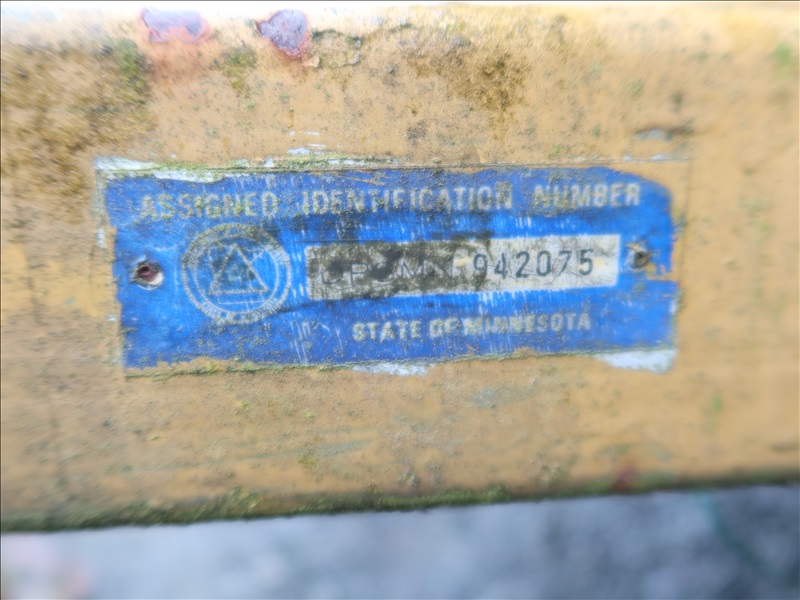 ASSIGNED IDENTIFICATION NUMBER
942075
STATE OF MINNESOTA